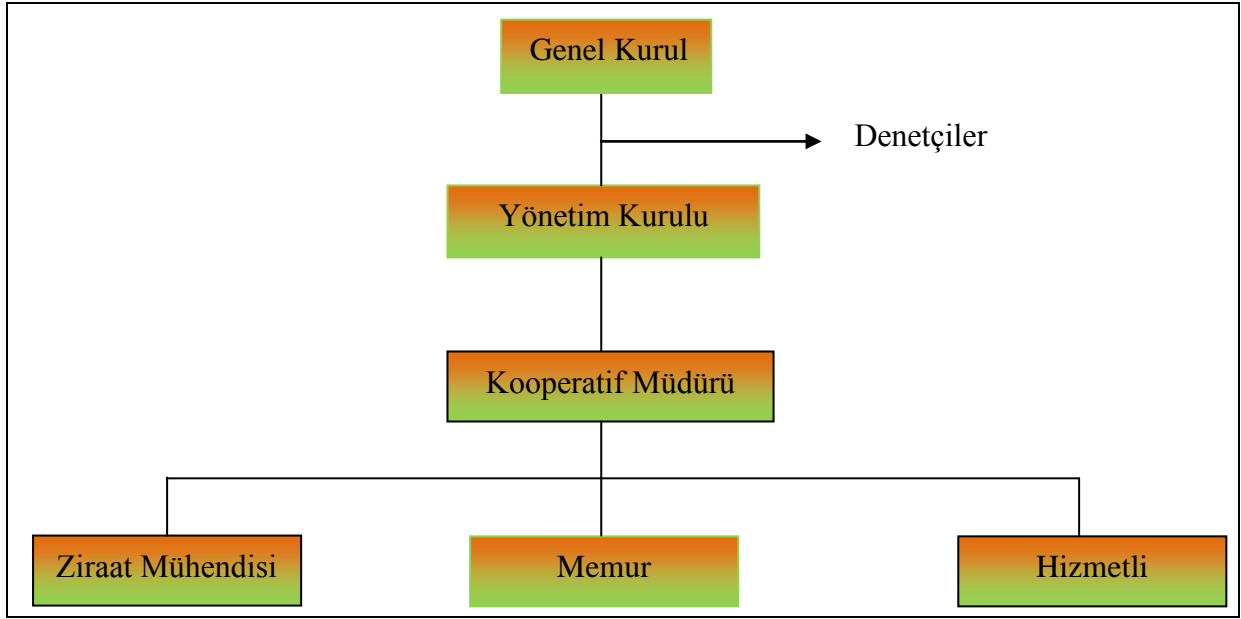 Genel Kurul
Denetçiler
Yönetim Kurulu
Kooperatif Müdürü
Ziraat Mühendisi
Memur
Hizmetli